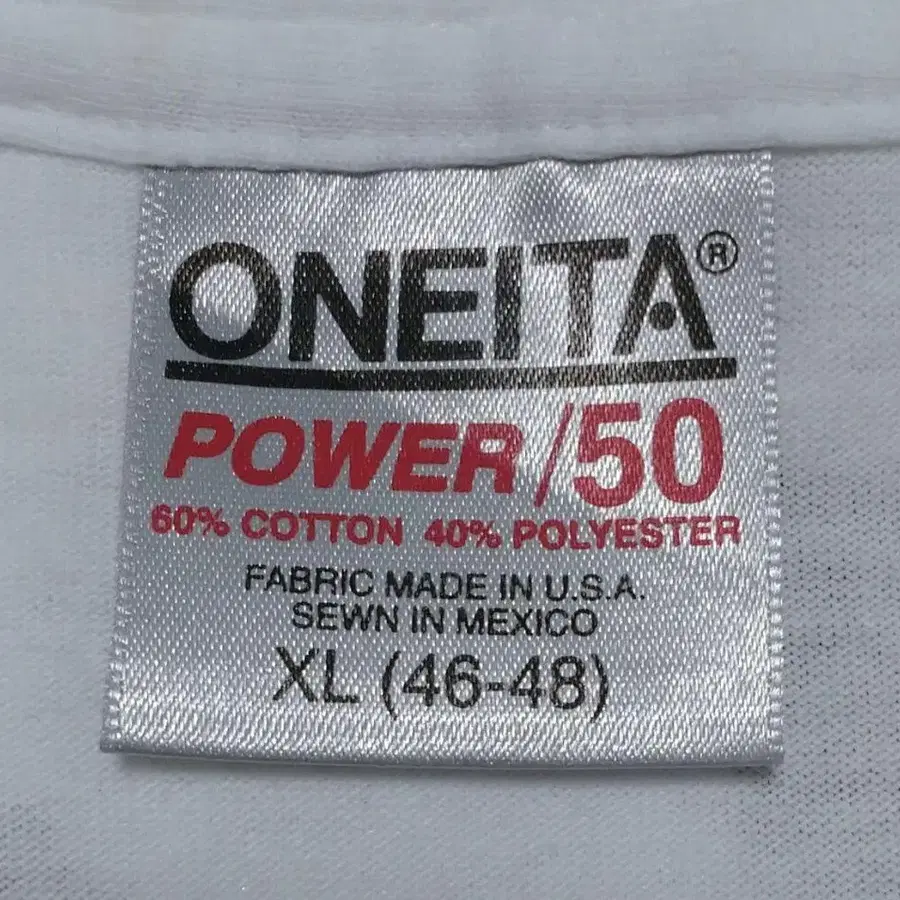 ONEITA®
POWER/50
60% COTTON 40% POLYESTER
FABRIC MADE IN U.S.A.
SEWN IN MEXICO
XL (46-48)